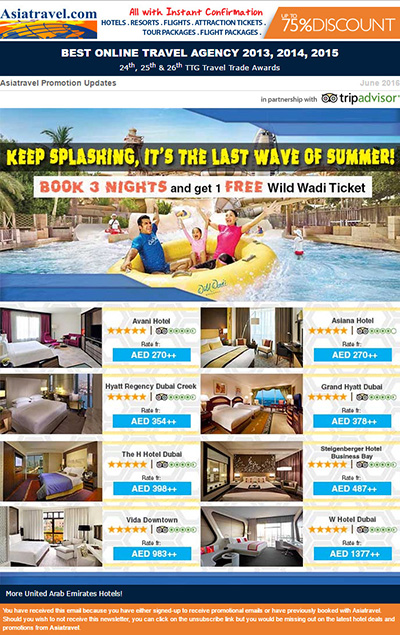 Asiatravel.com
All with Instant Confirmation
HOTELS . RESORTS . FLIGHTS . ATTRACTION TICKETS .
TOUR PACKAGES . FLIGHT PACKAGES .
UP TO 75% DISCOUNT
BEST ONLINE TRAVEL AGENCY 2013, 2014, 2015
24th, 25th & 26th TTG Travel Trade Awards
Asiatravel Promotion Updates June 2016
in partnership with tripadvisor
KEEP SPLASHING, IT'S THE LAST WAVE OF SUMMER!
BOOK 3 NIGHTS and get 1 FREE Wild Wadi Ticket
Wild Wadi
Avani Hotel
Rate fr:
AED 270++
Asiana Hotel
Rate fr:
AED 270++
Hyatt Regency Dubai Creek
Rate fr:
AED 354++
Grand Hyatt Dubai
Rate fr:
AED 378++
The H Hotel Dubai
Rate fr:
AED 398++
Steigenberger Hotel
Business Bay
Rate fr:
AED 487++
Vida Downtown
Rate fr:
AED 983++
W Hotel Dubai
Rate fr:
AED 1377++
More United Arab Emirates Hotels!
You have received this email because you have either signed-up to receive promotional emails or have previously booked with Asiatravel.
Should you wish to not receive this newsletter, you can click on the unsubscribe link but you would be missing out on the latest hotel deals and
promotions from Asiatravel.